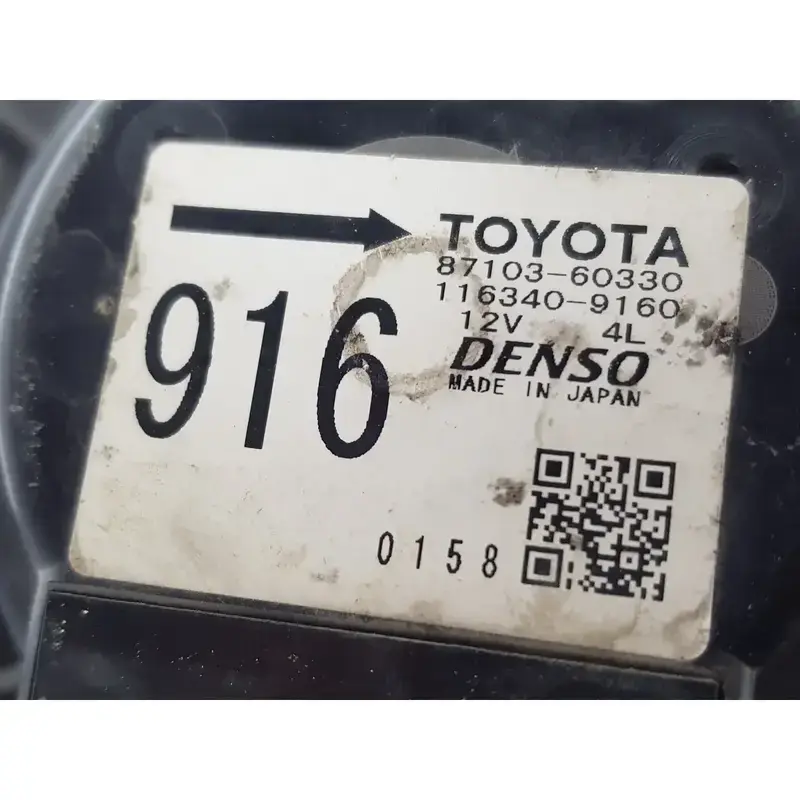 TOYOTA
87103-60330
116340-9160
12V 4L
DENSO
MADE IN JAPAN
916
0158